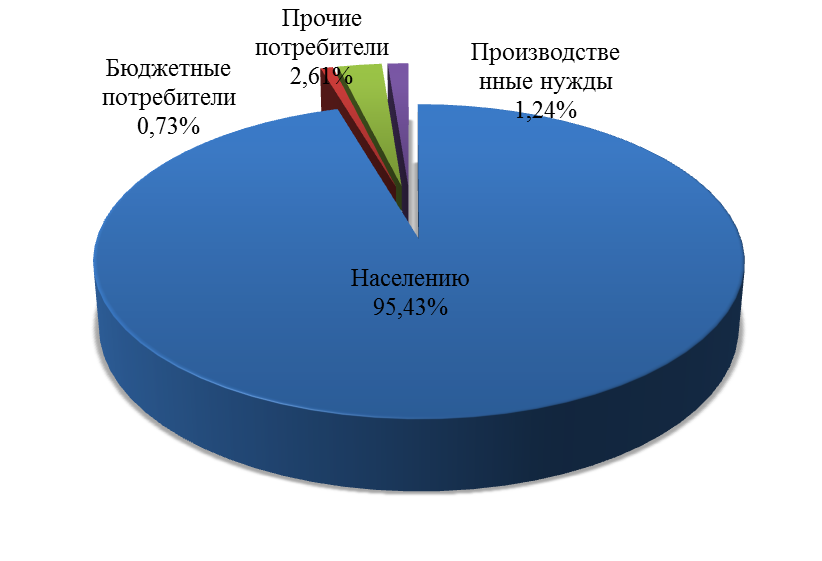 Прочие
потребители
2,61%
Производстве
нные нужды
1,24%
Бюджетные
потребители
0,73%
Населению
95,43%